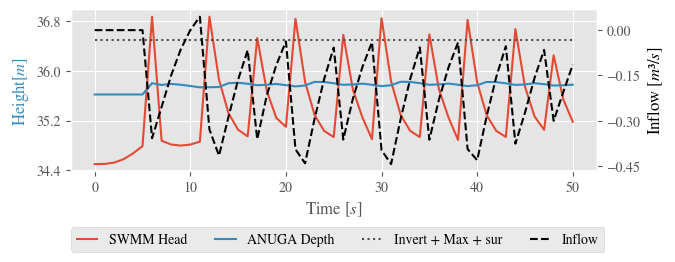 36.8
36.0
35.2
34.4
Height[m]
0.00
−0.15
−0.30
−0.45
Inflow [m³/s]
0
10
20
30
40
50
Time [s]
SWMM Head
ANUGA Depth
Invert + Max + sur
Inflow